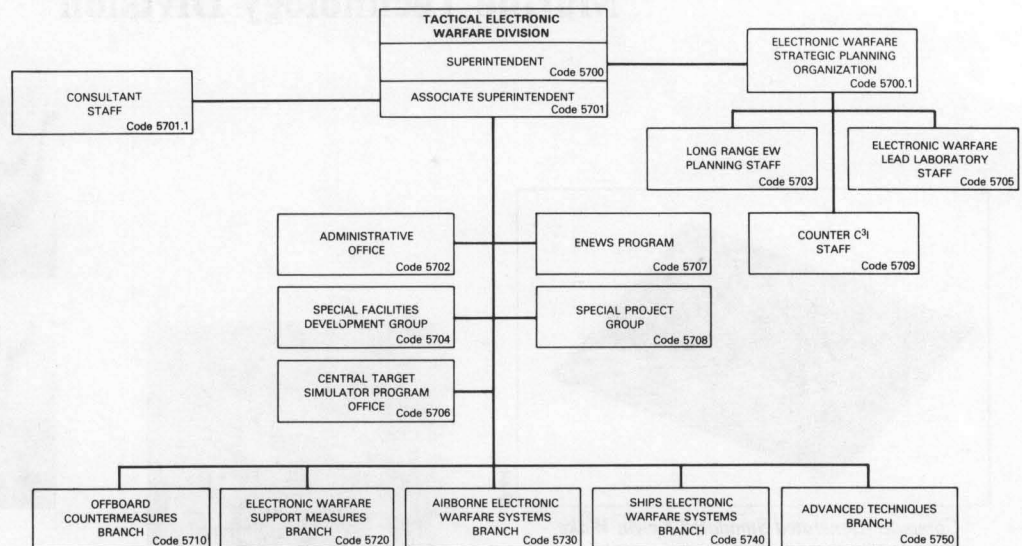 TACTICAL ELECTRONIC
WARFARE DIVISION
SUPERINTENDENT
Code 5700
ASSOCIATE SUPERINTENDENT
Code 5701
ELECTRONIC WARFARE
STRATEGIC PLANNING
ORGANIZATION
Code 5700.1
CONSULTANT
STAFF
Code 5701.1
LONG RANGE EW
PLANNING STAFF
Code 5703
ELECTRONIC WARFARE
LEAD LABORATORY
STAFF
Code 5705
ADMINISTRATIVE
OFFICE
Code 5702
ENEWS PROGRAM
Code 5707
COUNTER C³I
STAFF
Code 5709
SPECIAL FACILITIES
DEVELOPMENT GROUP
Code 5704
SPECIAL PROJECT
GROUP
Code 5708
CENTRAL TARGET
SIMULATOR PROGRAM
OFFICE
Code 5706
OFFBOARD
COUNTERMEASURES
BRANCH
Code 5710
ELECTRONIC WARFARE
SUPPORT MEASURES
BRANCH
Code 5720
AIRBORNE ELECTRONIC
WARFARE SYSTEMS
BRANCH
Code 5730
SHIPS ELECTRONIC
WARFARE SYSTEMS
BRANCH
Code 5740
ADVANCED TECHNIQUES
BRANCH
Code 5750